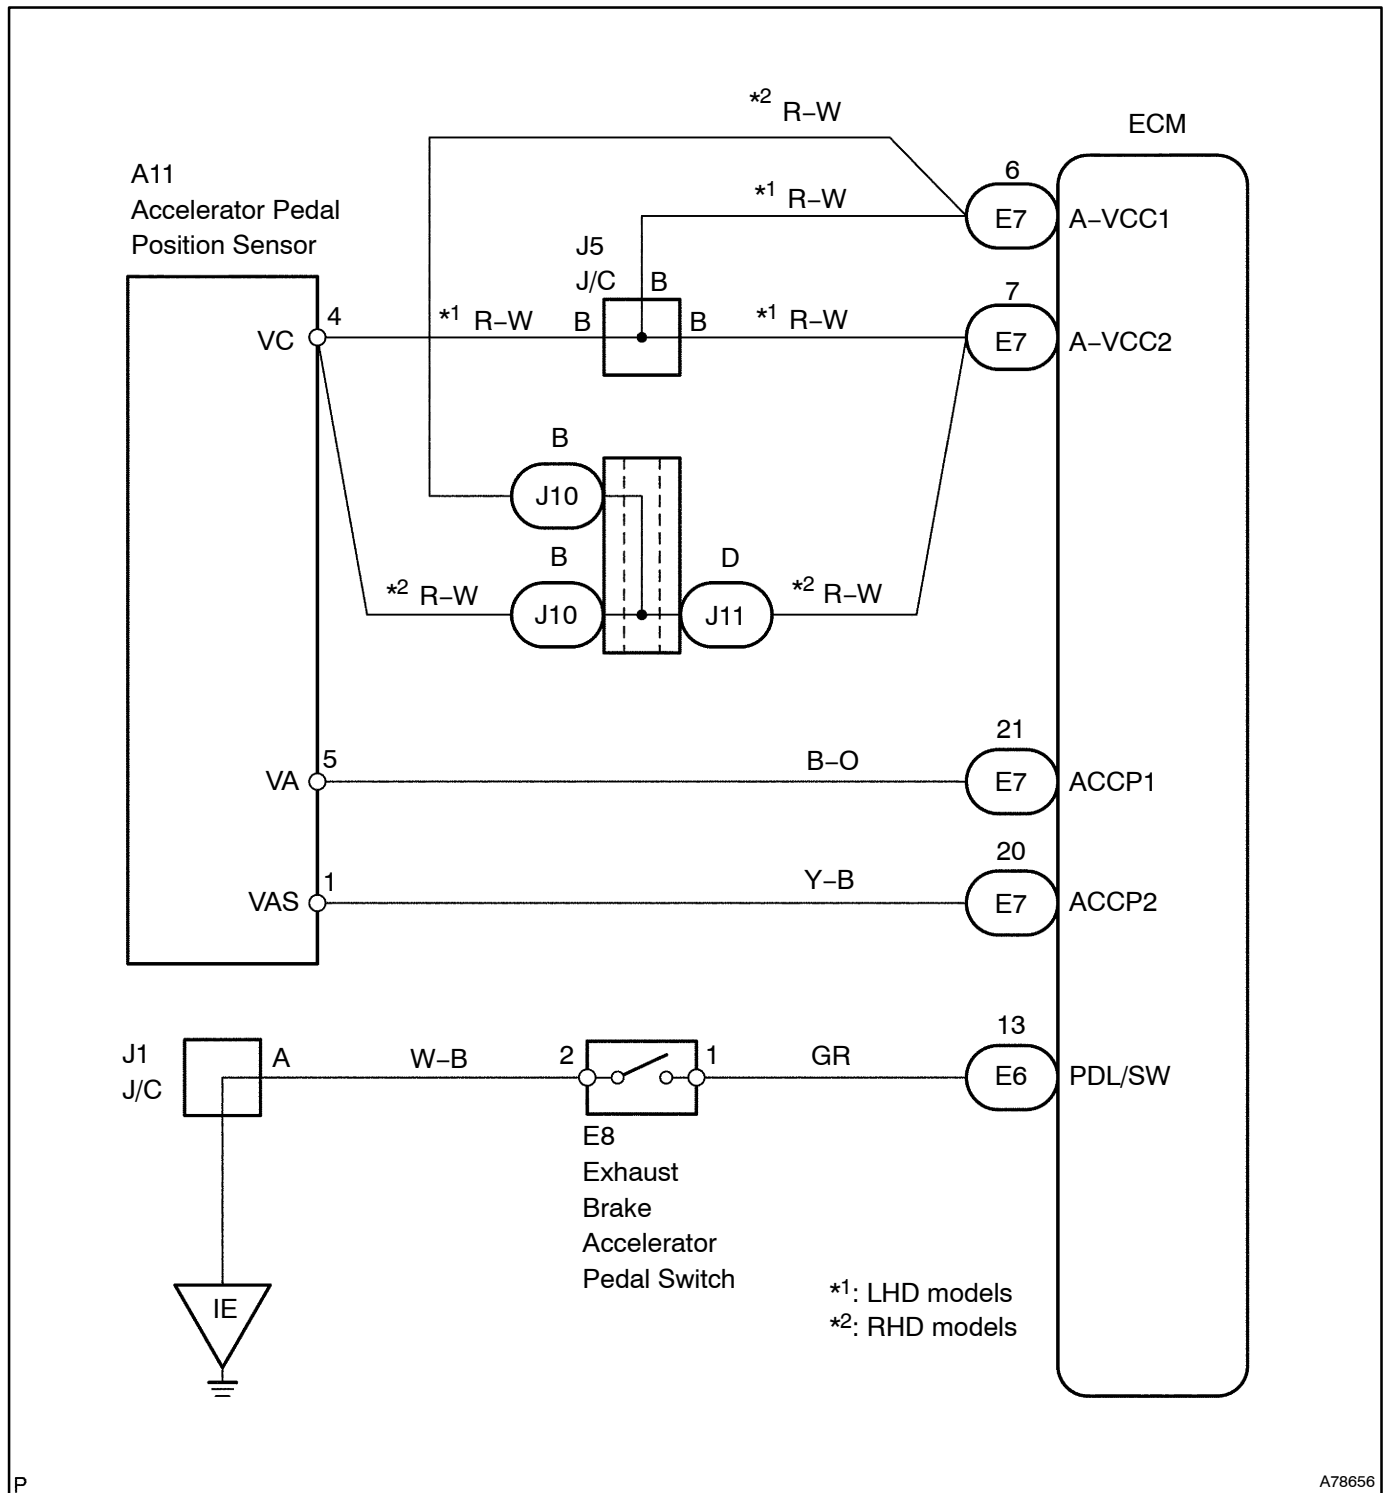 *2 R–W
ECM
A11
Accelerator Pedal
Position Sensor
6
*1 R–W
E7
A–VCC1
J5
J/C
B
7
VC
4
*1 R–W
B
B
*1 R–W
E7
A–VCC2
B
J10
B
D
*2 R–W
J10
J11
*2 R–W
21
VA
5
B–O
E7
ACCP1
20
VAS
1
Y–B
E7
ACCP2
13
J1
J/C
A
W–B
2
1
GR
E6
PDL/SW
E8
Exhaust
Brake
Accelerator
Pedal Switch
IE
*1: LHD models
*2: RHD models
P
A78656